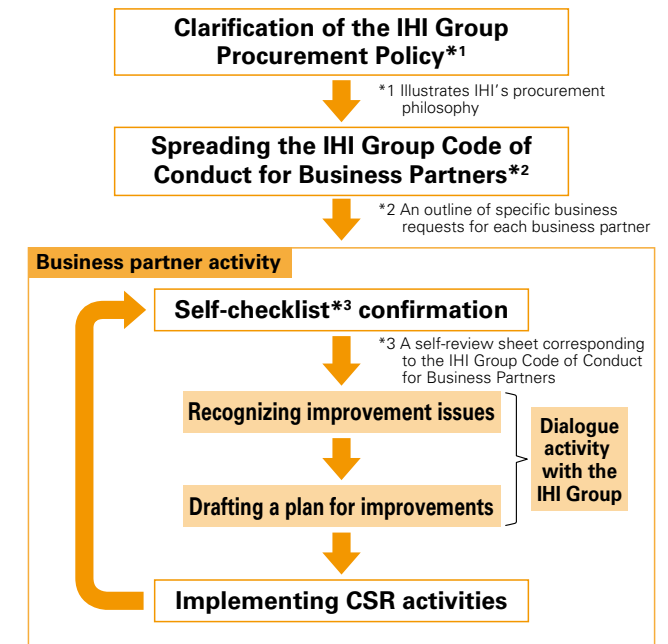 Clarification of the IHI Group
Procurement Policy*1
*1 Illustrates IHI's procurement
philosophy
Spreading the IHI Group Code of
Conduct for Business Partners*2
*2 An outline of specific business
requests for each business partner
Business partner activity
Self-checklist*3 confirmation
*3 A self-review sheet corresponding
to the IHI Group Code of Conduct
for Business Partners
Recognizing improvement issues
Drafting a plan for improvements
Dialogue
activity
with the
IHI Group
Implementing CSR activities